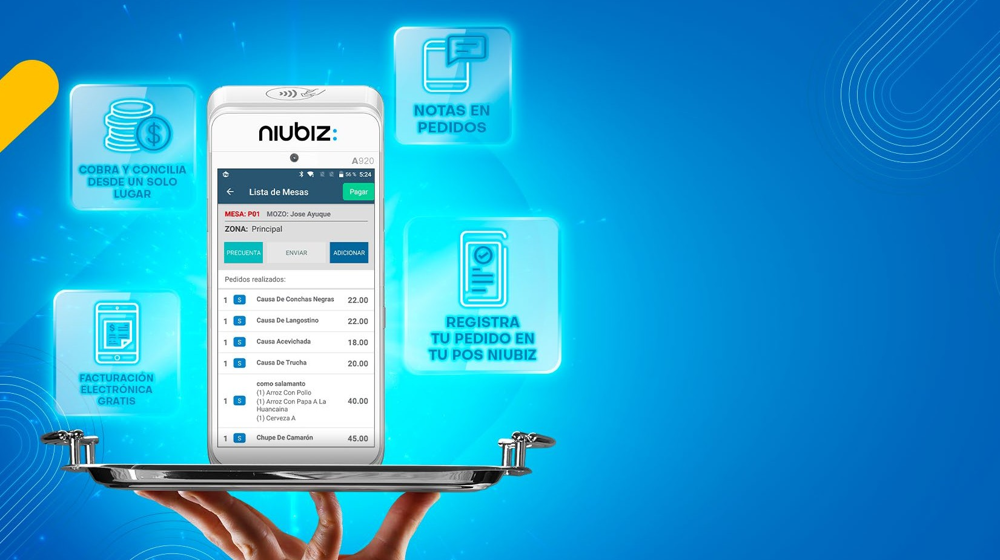 COBRA Y CONCILIA
DESDE UN SOLO
LUGAR
FACTURACIÓN
ELECTRÓNICA
GRATIS
niubiz:
A920
56 % 5:24
Lista de Mesas
Pagar
MESA: P01 MOZO: Jose Ayuque
ZONA: Principal
PRECUENTA ENVIAR ADICIONAR
Pedidos realizados:
1 S Causa De Conchas Negras 22.00
1 S Causa De Langostino 22.00
1 S Causa Acevichada 18.00
1 S Causa De Trucha 20.00
como salamanto
(1) Arroz Con Pollo
1 S (1) Arroz Con Papa A La 40.00
Huancaina
(1) Cerveza A
1 S Chupe De Camarón 45.00
NOTAS EN
PEDIDOS
REGISTRA
TU PEDIDO EN
TU POS NIUBIZ